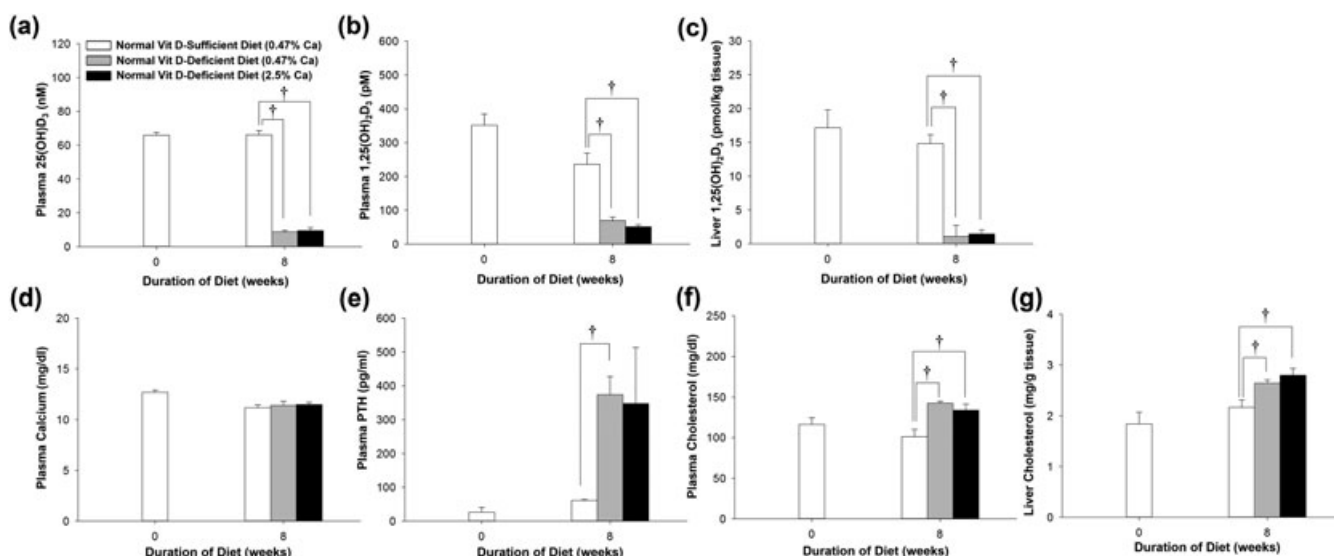 (a)
Plasma 25(OH)D₃ (nM)
120
100
80
60
40
20
0
Normal Vit D-Sufficient Diet (0.47% Ca)
Normal Vit D-Deficient Diet (0.47% Ca)
Normal Vit D-Deficient Diet (2.5% Ca)
†
†
0 8
Duration of Diet (weeks)
(b)
Plasma 1,25(OH)₂D₃ (pM)
600
500
400
300
200
100
0
†
†
0 8
Duration of Diet (weeks)
(c)
Liver 1,25(OH)₂D₃ (pmol/kg tissue)
30
25
20
15
10
5
0
†
†
0 8
Duration of Diet (weeks)
(d)
Plasma Calcium (mg/dl)
20
15
10
5
0
0 8
Duration of Diet (weeks)
(e)
Plasma PTH (pg/ml)
600
500
400
300
200
100
0
†
0 8
Duration of Diet (weeks)
(f)
Plasma Cholesterol (mg/dl)
250
200
150
100
50
0
†
†
0 8
Duration of Diet (weeks)
(g)
Liver Cholesterol (mg/g tissue)
4
3
2
1
0
†
†
0 8
Duration of Diet (weeks)